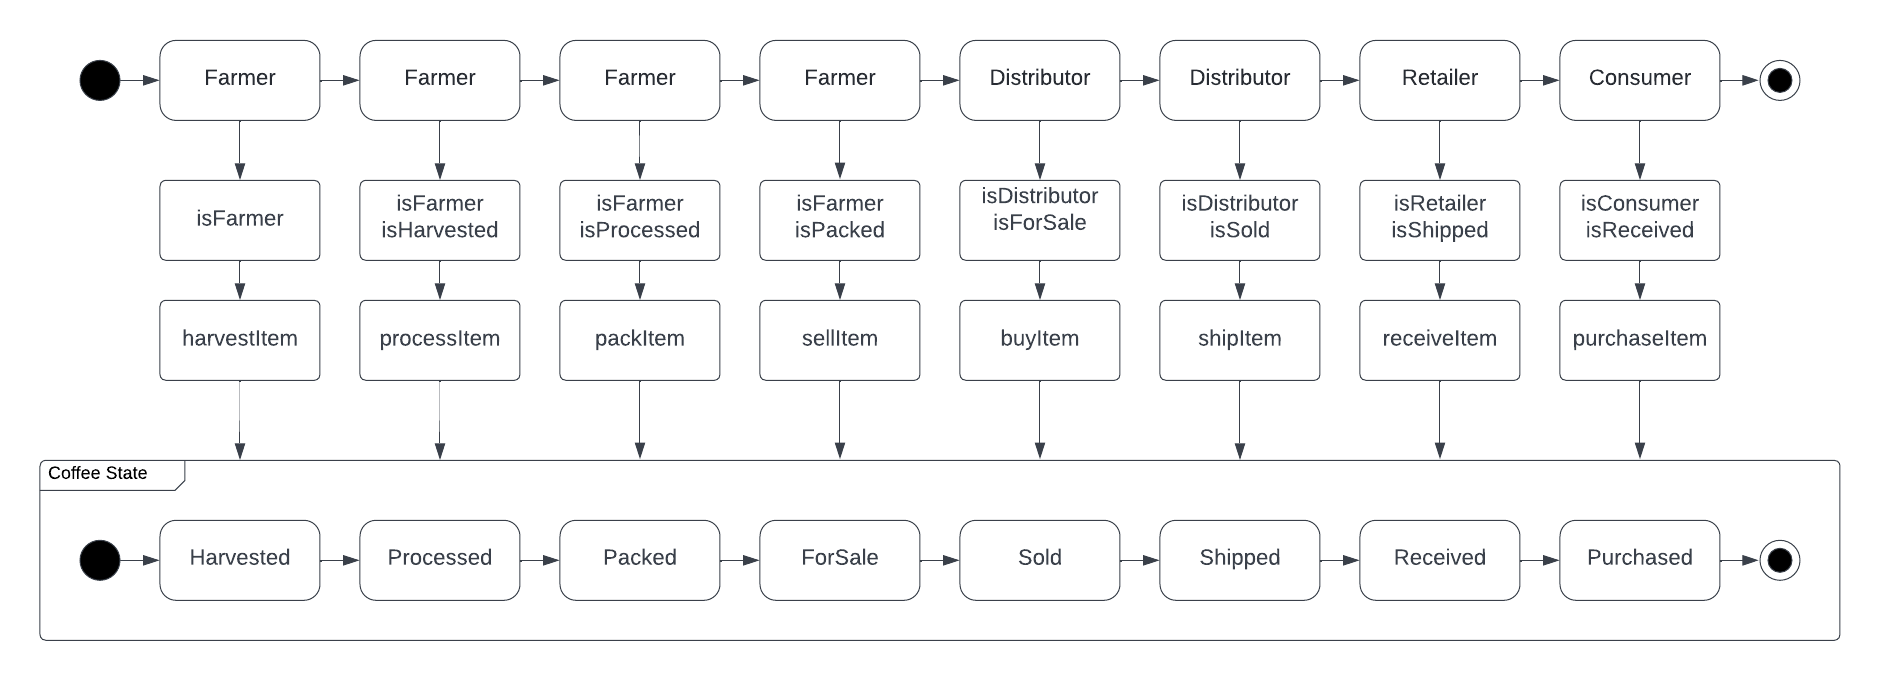 Farmer
Farmer
Farmer
Farmer
Distributor
Distributor
Retailer
Consumer
isFarmer
isFarmer
isHarvested
isFarmer
isProcessed
isFarmer
isPacked
isDistributor
isForSale
isDistributor
isSold
isRetailer
isShipped
isConsumer
isReceived
harvestItem
processItem
packItem
sellItem
buyItem
shipItem
receiveItem
purchaseItem
Coffee State
Harvested
Processed
Packed
ForSale
Sold
Shipped
Received
Purchased